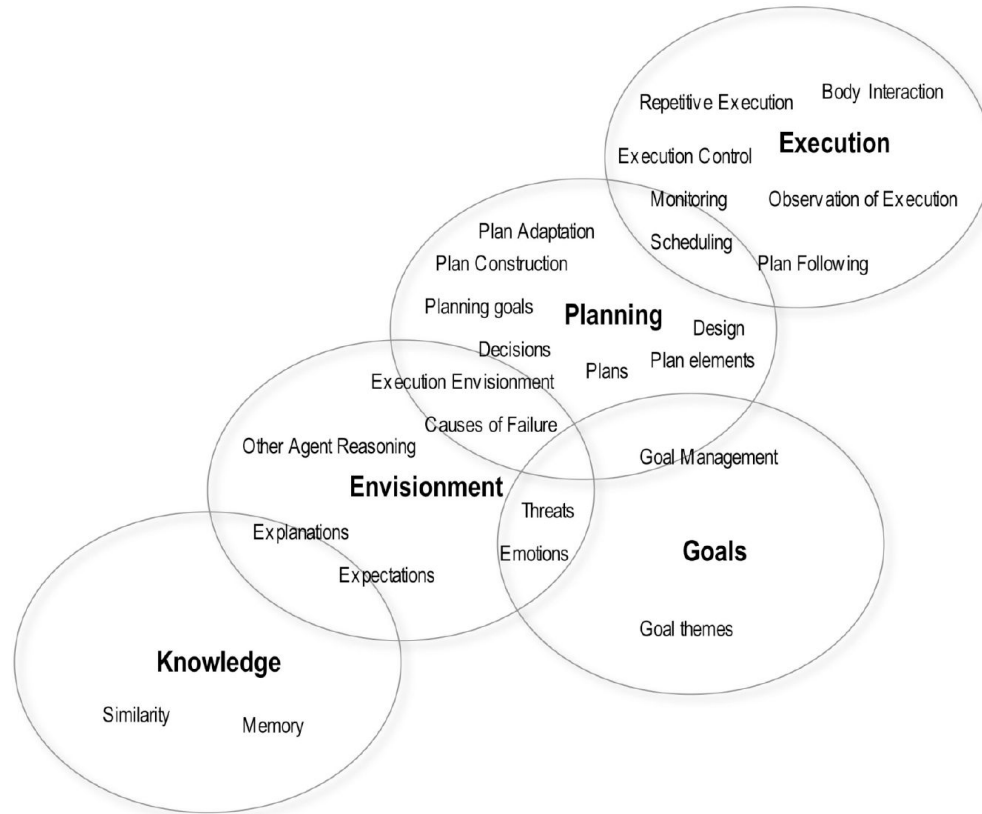 Repetitive Execution
Body Interaction
Execution
Execution Control
Monitoring
Observation of Execution
Scheduling
Plan Following
Plan Adaptation
Plan Construction
Planning goals
Planning
Design
Decisions
Plans
Plan elements
Execution Envisionment
Causes of Failure
Other Agent Reasoning
Goal Management
Envisionment
Threats
Explanations
Emotions
Goals
Expectations
Goal themes
Knowledge
Similarity
Memory